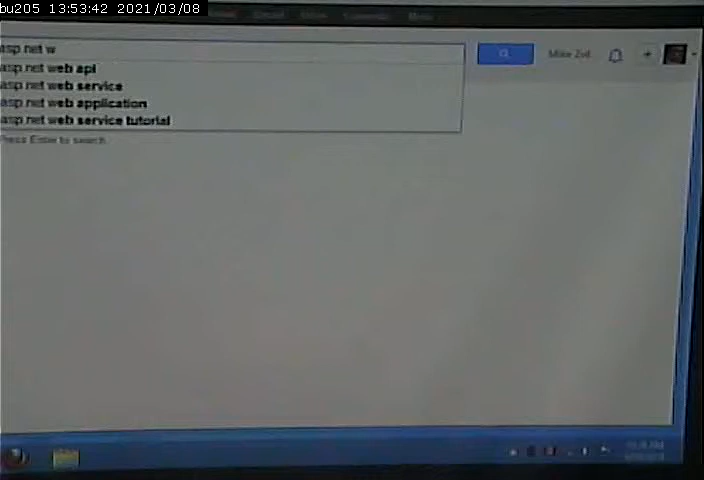 bu205 13:53:42 2021/03/08
asp.net w
Mike Zoll
asp.net web api
asp.net web service
asp.net web application
asp.net web service tutorial
Press Enter to search.